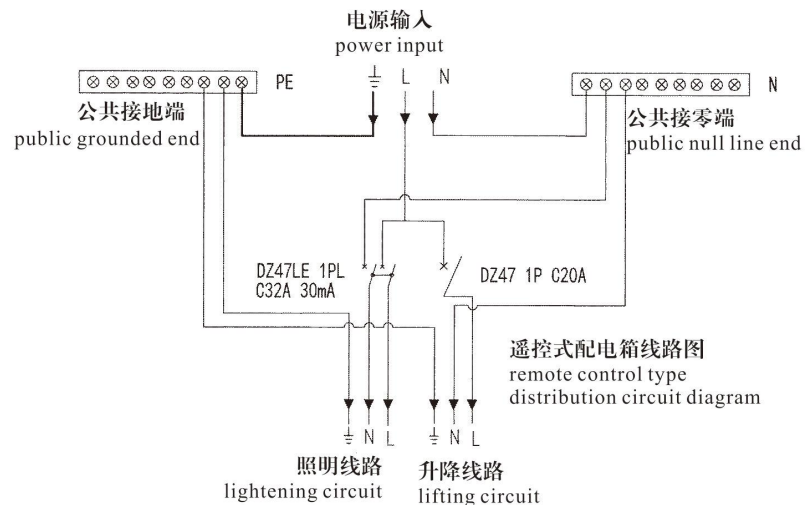 电源输入
power input
⏚ L N
PE
N
公共接地端
public grounded end
公共接零端
public null line end
DZ47LE 1PL
C32A 30mA
DZ47 1P C20A
遥控式配电箱线路图
remote control type
distribution circuit diagram
⏚ N L
⏚ N L
照明线路
lightening circuit
升降线路
lifting circuit